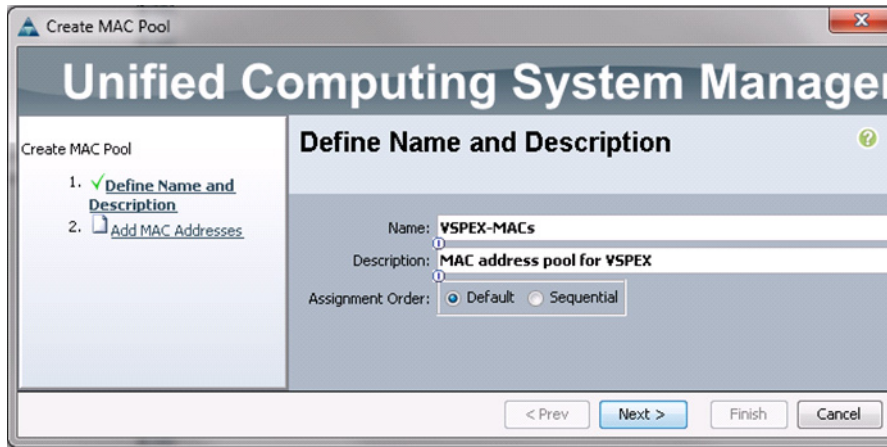 Create MAC Pool
Unified Computing System Manager
Create MAC Pool
1. Define Name and
Description
2. Add MAC Addresses
Define Name and Description
Name: VSPEX-MACs
Description: MAC address pool for VSPEX
Assignment Order: Default Sequential
< Prev Next > Finish Cancel